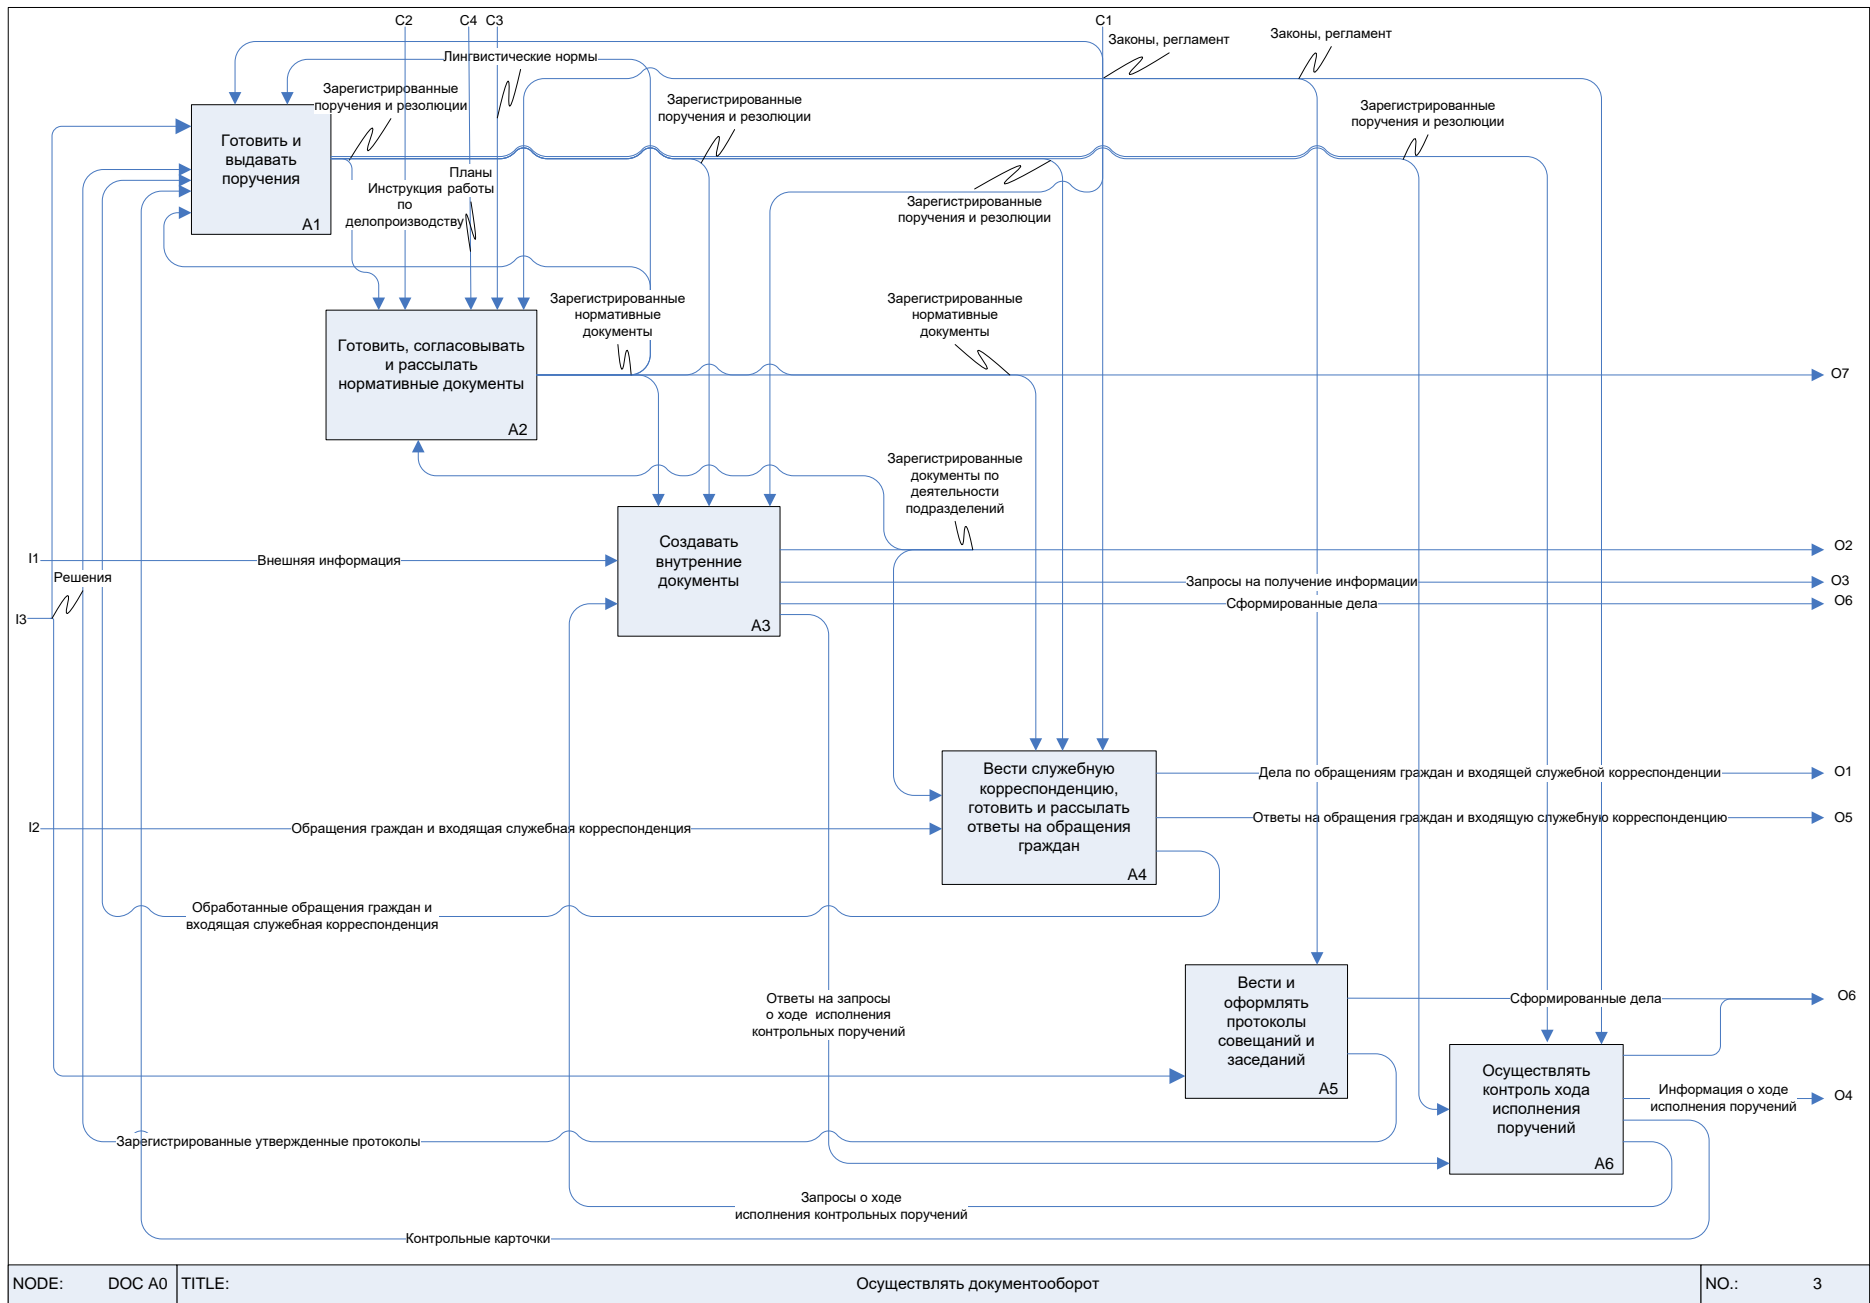 C2
C4
C3
C1
Законы, регламент
Законы, регламент
Лингвистические нормы
Зарегистрированные
поручения и резолюции
Зарегистрированные
поручения и резолюции
Зарегистрированные
поручения и резолюции
Готовить и
выдавать
поручения
A1
Планы
работы
Инструкция
по
делопроизводству
Зарегистрированные
поручения и резолюции
Зарегистрированные
нормативные
документы
Зарегистрированные
нормативные
документы
Готовить, согласовывать
и рассылать
нормативные документы
A2
O7
Зарегистрированные
документы по
деятельности
подразделений
Создавать
внутренние
документы
A3
I1
Внешняя информация
O2
Решения
Запросы на получение информации
O3
Сформированные дела
O6
I3
Вести служебную
корреспонденцию,
готовить и рассылать
ответы на обращения
граждан
A4
Дела по обращениям граждан и входящей служебной корреспонденции
O1
Ответы на обращения граждан и входящую служебную корреспонденцию
O5
I2
Обращения граждан и входящая служебная корреспонденция
Обработанные обращения граждан и
входящая служебная корреспонденция
Ответы на запросы
о ходе исполнения
контрольных поручений
Вести и
оформлять
протоколы
совещаний и
заседаний
A5
Сформированные дела
O6
Осуществлять
контроль хода
исполнения
поручений
A6
Информация о ходе
исполнения поручений
O4
Зарегистрированные утвержденные протоколы
Запросы о ходе
исполнения контрольных поручений
Контрольные карточки
NODE: DOC A0 TITLE: Осуществлять документооборот NO.: 3